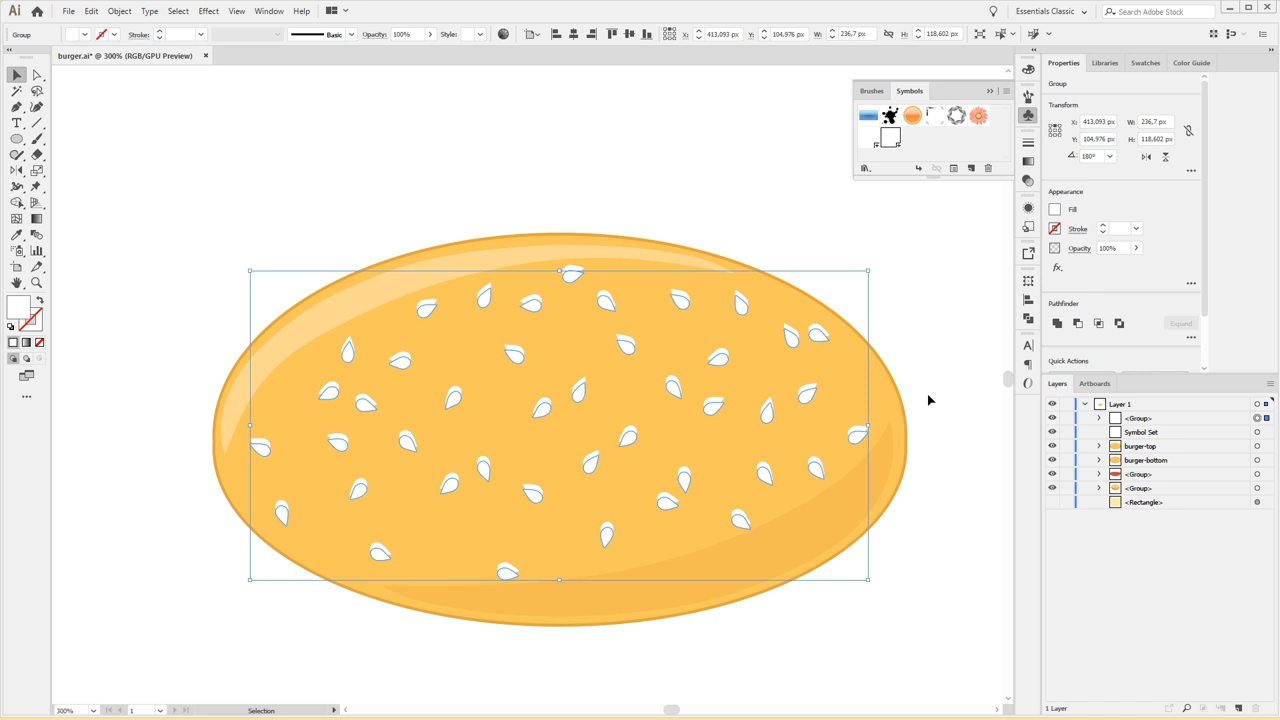 Ai File Edit Object Type Select Effect View Window Help Essentials Classic Search Adobe Stock
Group Stroke: Basic Opacity: 100% Style: X: 413,093 px Y: 104,976 px W: 236,7 px H: 118,602 px
burger.ai* @ 300% (RGB/GPU Preview) ×
Properties Libraries Swatches Color Guide
Group
Brushes Symbols
Transform
X: 413,093 px W: 236,7 px
Y: 104,976 px H: 118,602 px
180°
Appearance
Fill
Stroke
Opacity 100%
fx.
Pathfinder
Expand
Quick Actions
Layers Artboards
Layer 1
<Group>
Symbol Set
burger-top
burger-bottom
<Group>
<Group>
<Rectangle>
300% 1 Selection
1 Layer